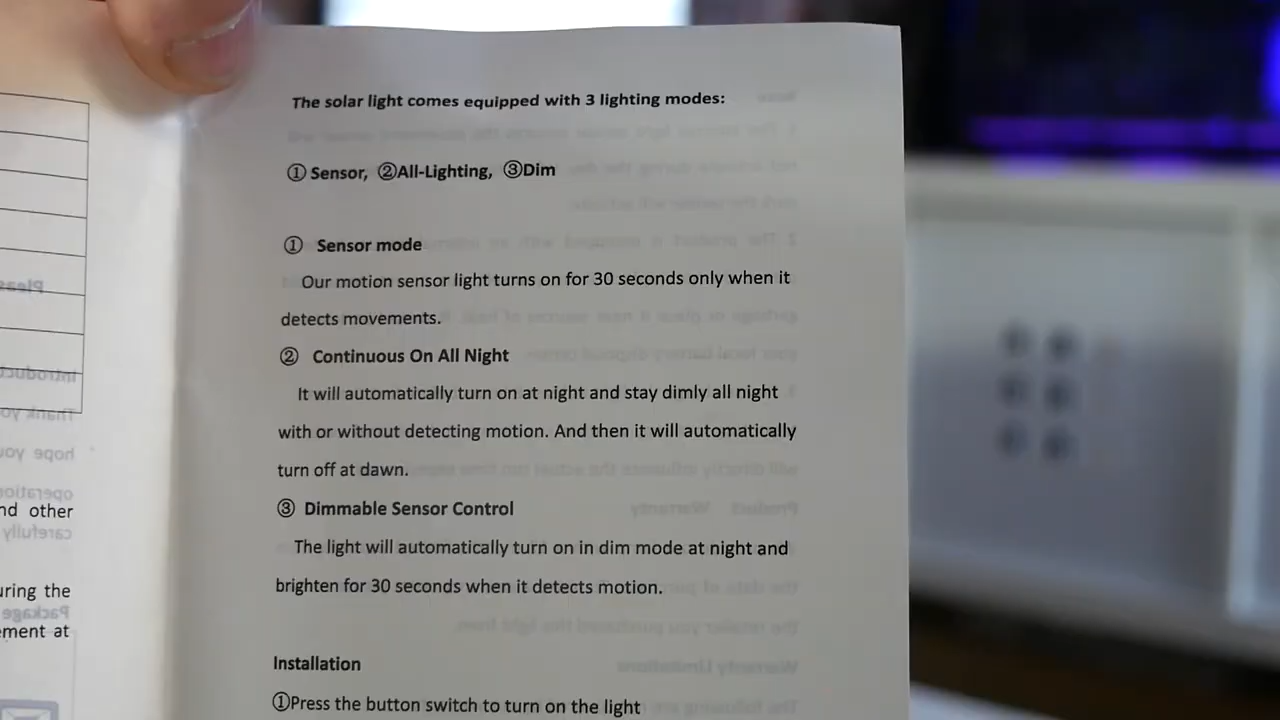 The solar light comes equipped with 3 lighting modes:
① Sensor, ②All-Lighting, ③Dim
① Sensor mode
Our motion sensor light turns on for 30 seconds only when it
detects movements.
② Continuous On All Night
It will automatically turn on at night and stay dimly all night
with or without detecting motion. And then it will automatically
turn off at dawn.
③ Dimmable Sensor Control
The light will automatically turn on in dim mode at night and
brighten for 30 seconds when it detects motion.
Installation
①Press the button switch to turn on the light
other
the
at